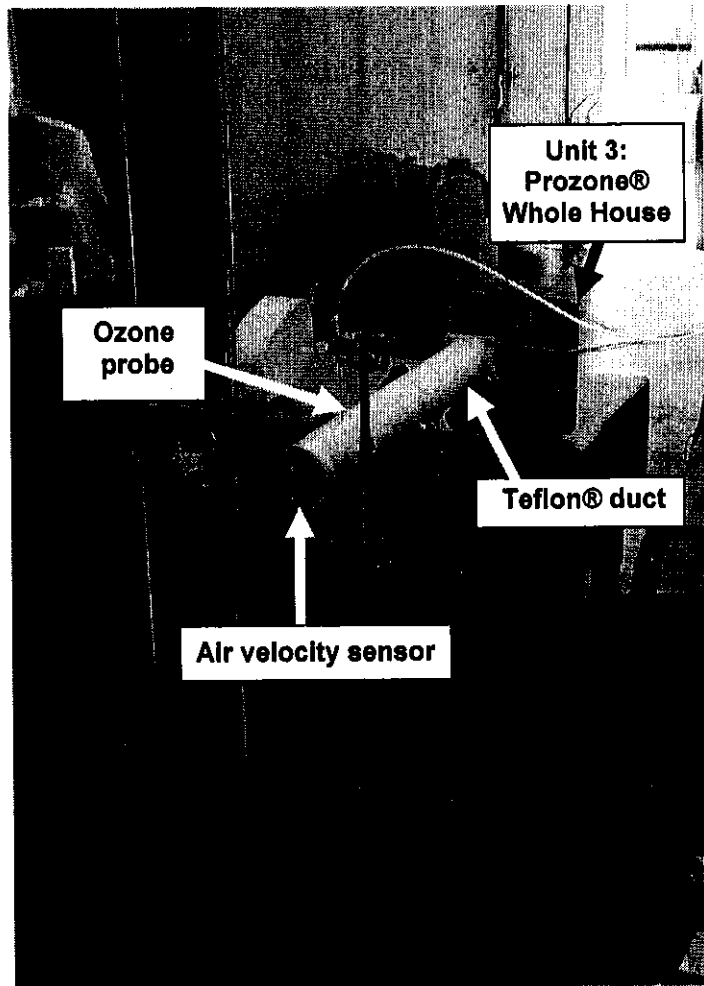 Unit 3:
Prozone®
Whole House
Ozone
probe
Teflon® duct
Air velocity sensor